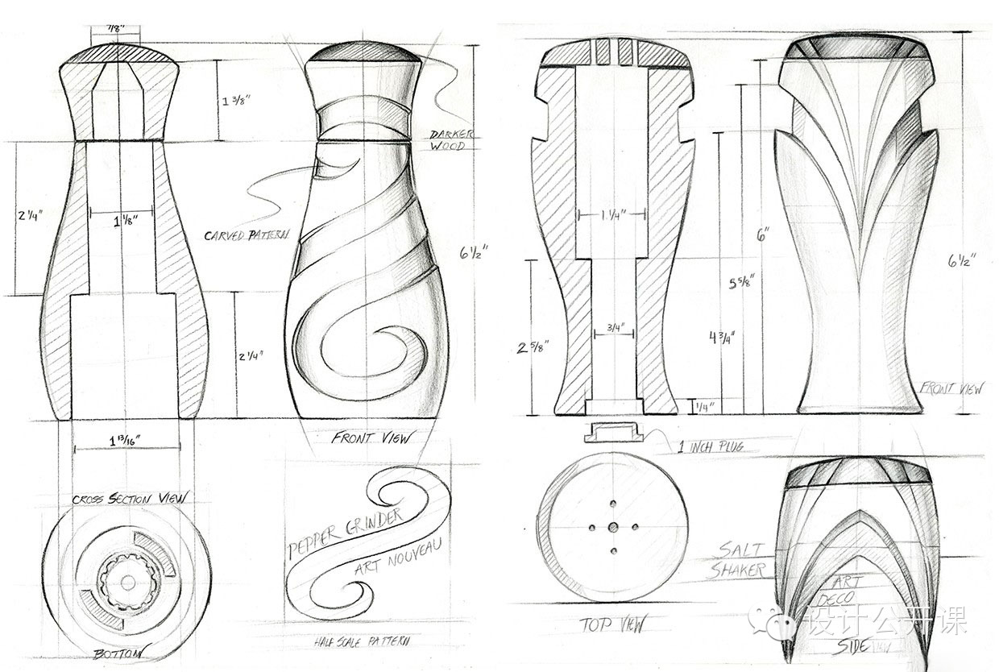 7/8"
1 3/8"
DARKER
WOOD
2 1/4"
1 1/8"
CARVED PATTERN
6 1/2"
2 1/4"
1 13/16"
FRONT VIEW
CROSS SECTION VIEW
PEPPER GRINDER
ART NOUVEAU
BOTTOM
HALF SCALE PATTERN
1 1/4"
6"
6 1/2"
5 5/8"
3/4"
4 3/4"
2 5/8"
FRONT VIEW
1/4"
1 INCH PLUG
SALT
SHAKER
ART
DECO
TOP VIEW
设计公开课
SIDE VIEW